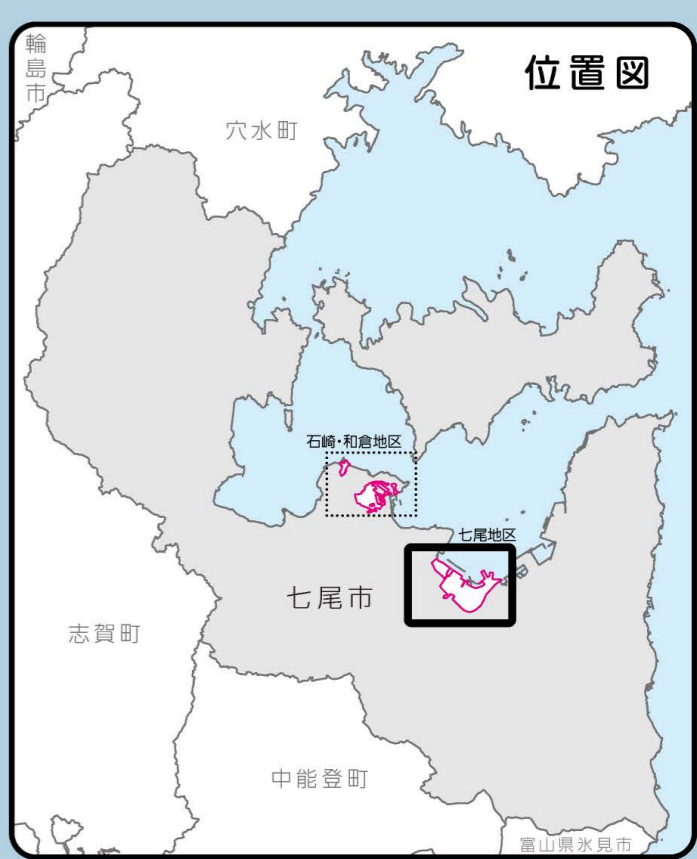 位置図
輪島市
穴水町
石崎・和倉地区
七尾地区
七尾市
志賀町
中能登町
富山県氷見市